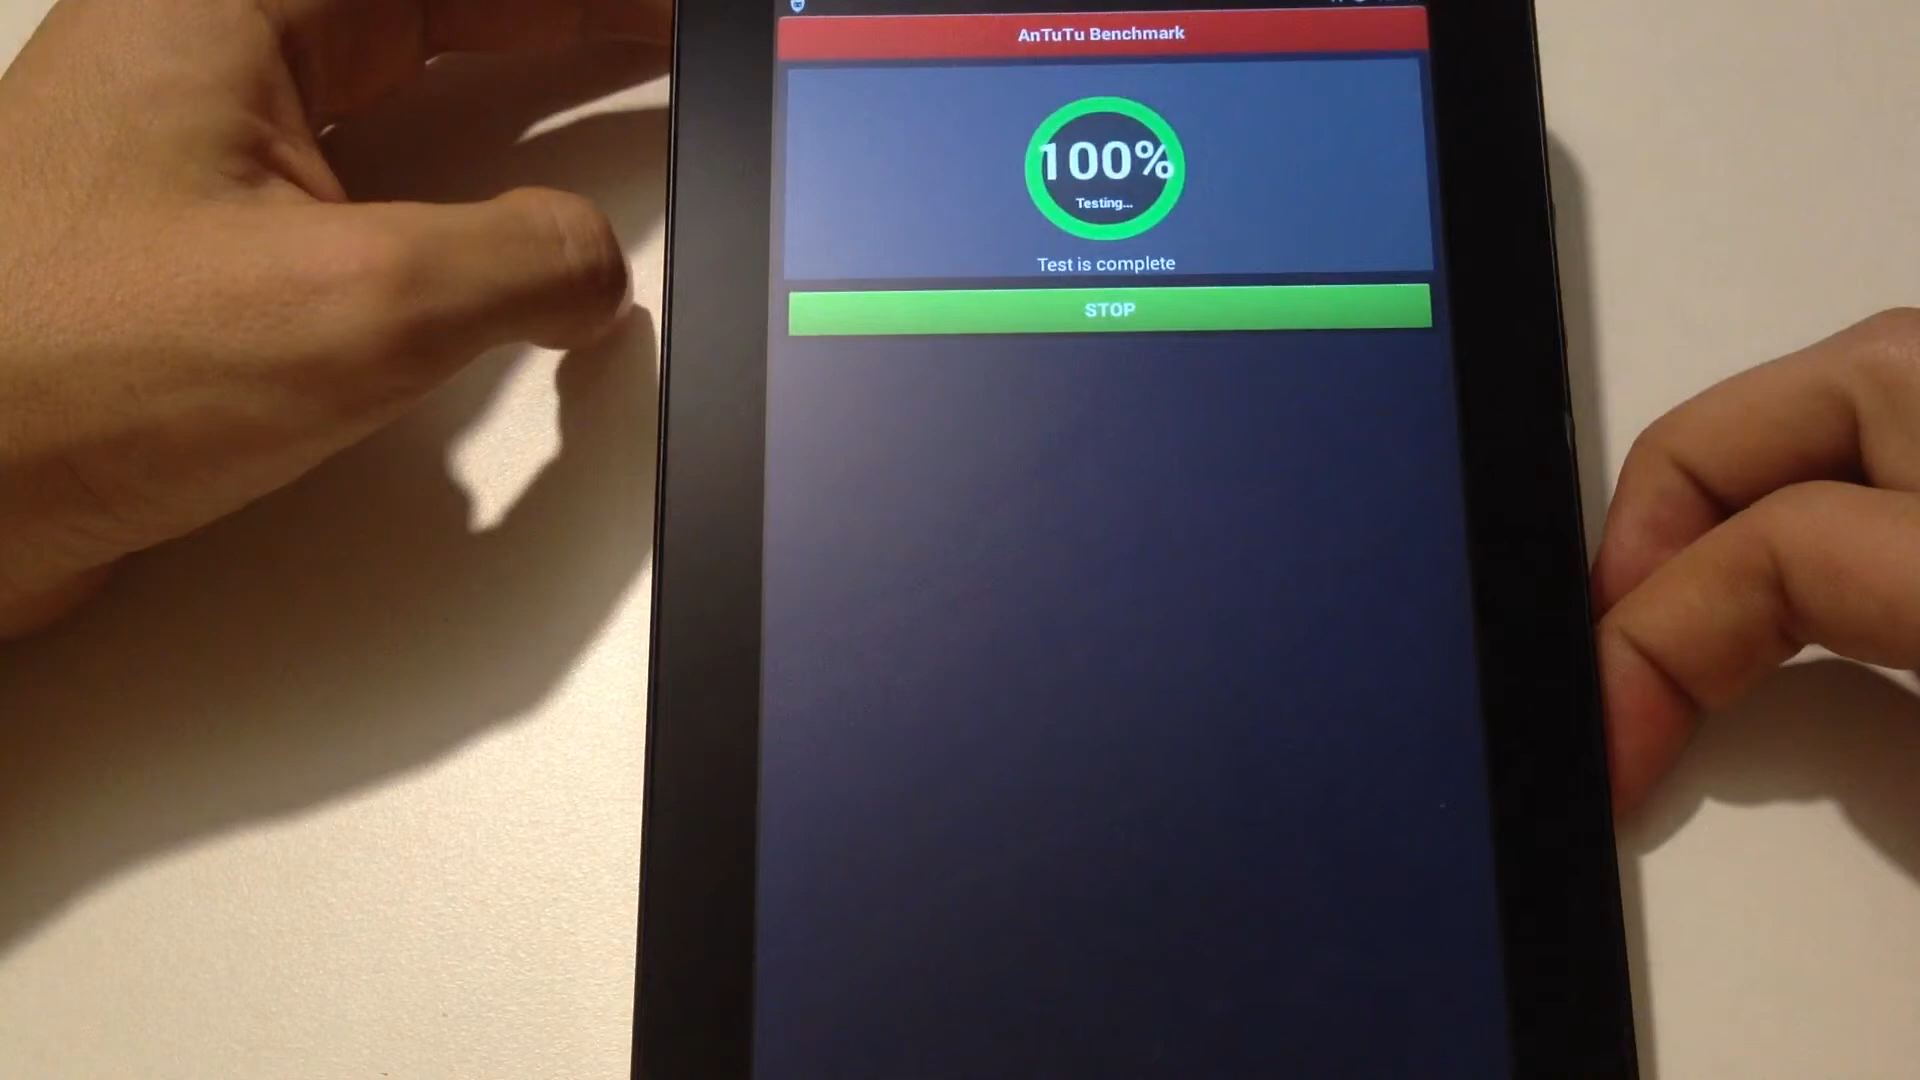 AnTuTu Benchmark
100%
Testing...
Test is complete
STOP